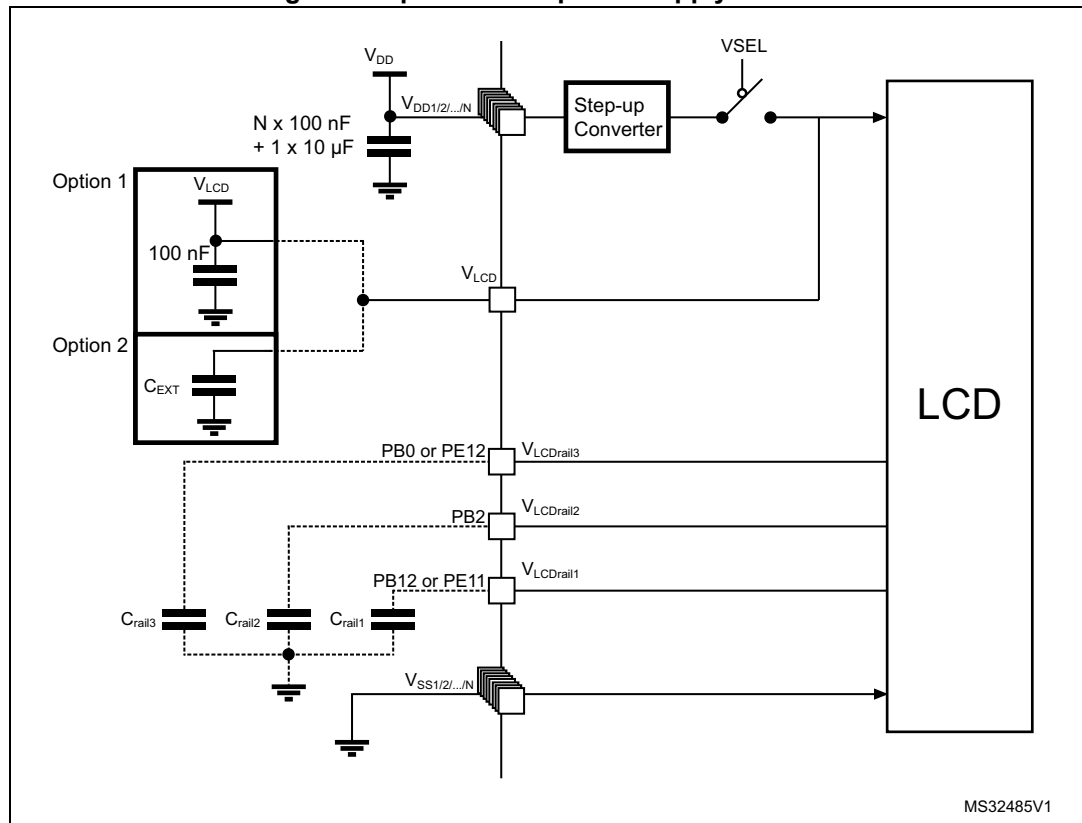 VSEL
VDD
VDD1/2/.../N
Step-up
Converter
N x 100 nF
+ 1 x 10 µF
Option 1
VLCD
100 nF
VLCD
Option 2
CEXT
LCD
PB0 or PE12
VLCDrail3
PB2
VLCDrail2
PB12 or PE11
VLCDrail1
Crail3
Crail2
Crail1
VSS1/2/.../N
MS32485V1